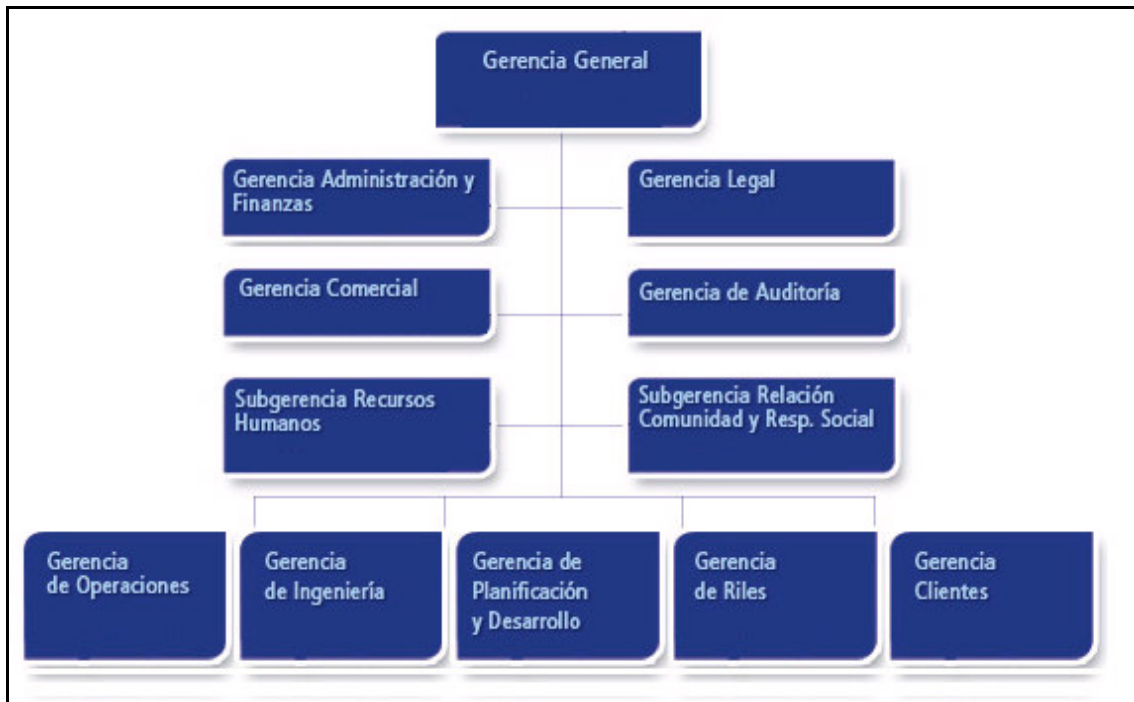 Gerencia General
Gerencia Administración y
Finanzas
Gerencia Legal
Gerencia Comercial
Gerencia de Auditoría
Subgerencia Recursos
Humanos
Subgerencia Relación
Comunidad y Resp. Social
Gerencia
de Operaciones
Gerencia
de Ingeniería
Gerencia de
Planificación
y Desarrollo
Gerencia
de Riles
Gerencia
Clientes